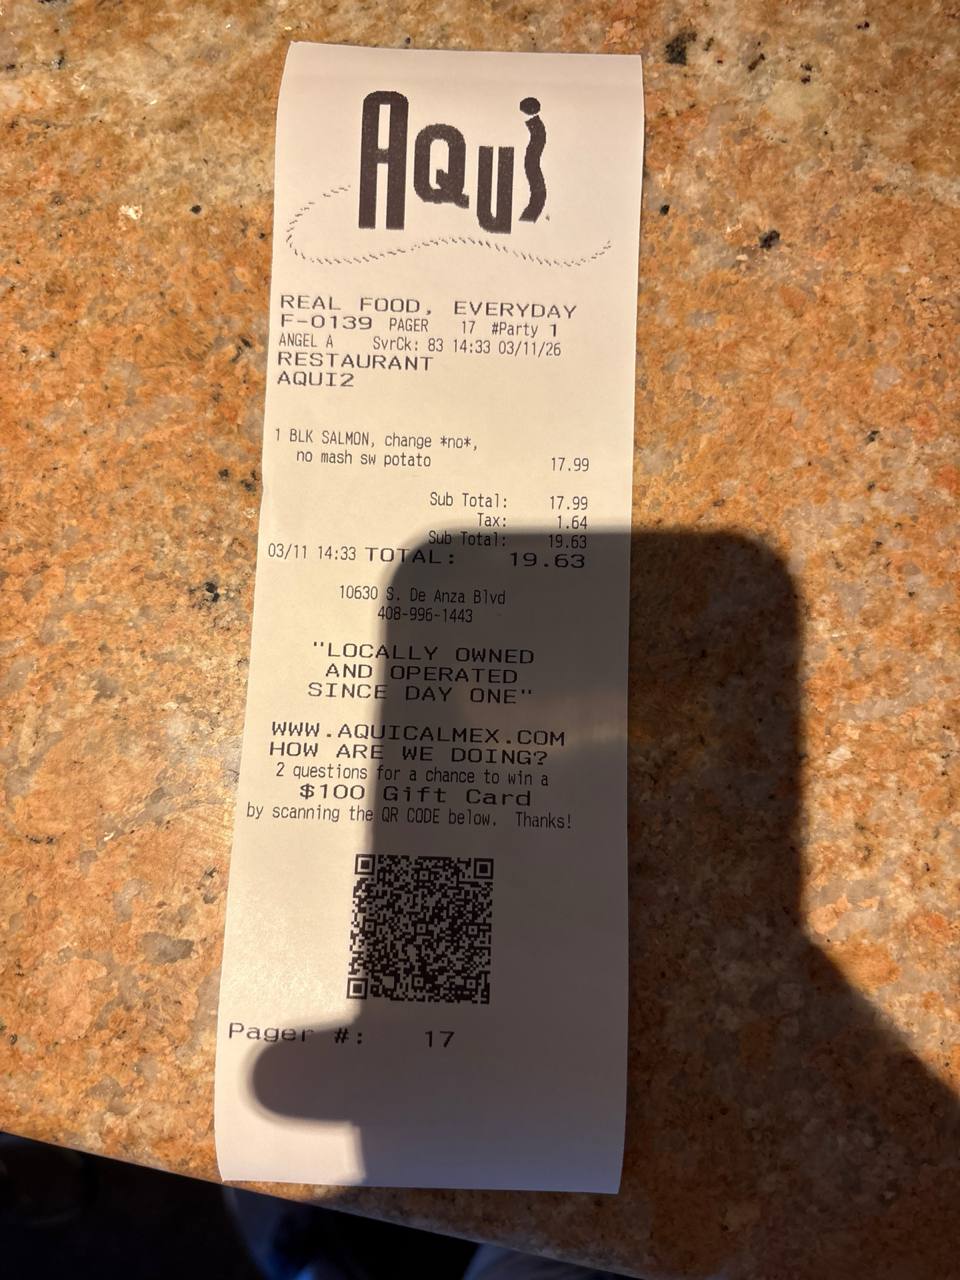 AQUI
REAL FOOD, EVERYDAY
F-0139 PAGER 17 #Party 1
ANGEL A SvrCk: 83 14:33 03/11/26
RESTAURANT
AQUI2
1 BLK SALMON, change *no*,
no mash sw potato 17.99
Sub Total: 17.99
Tax: 1.64
Sub Total: 19.63
03/11 14:33 TOTAL: 19.63
10630 S. De Anza Blvd
408-996-1443
"LOCALLY OWNED
AND OPERATED
SINCE DAY ONE"
WWW.AQUICALMEX.COM
HOW ARE WE DOING?
2 questions for a chance to win a
$100 Gift Card
by scanning the QR CODE below. Thanks!
Pager #: 17